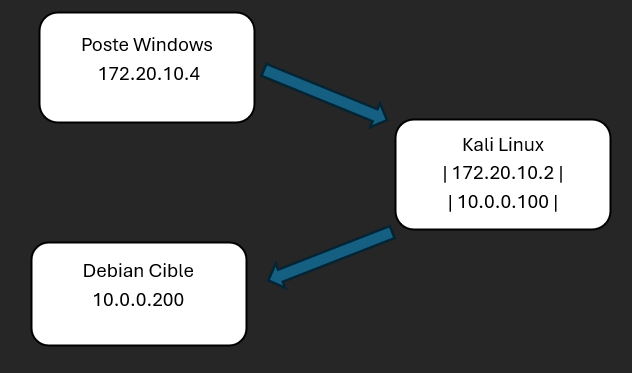 Poste Windows
172.20.10.4
Kali Linux
| 172.20.10.2 |
| 10.0.0.100 |
Debian Cible
10.0.0.200